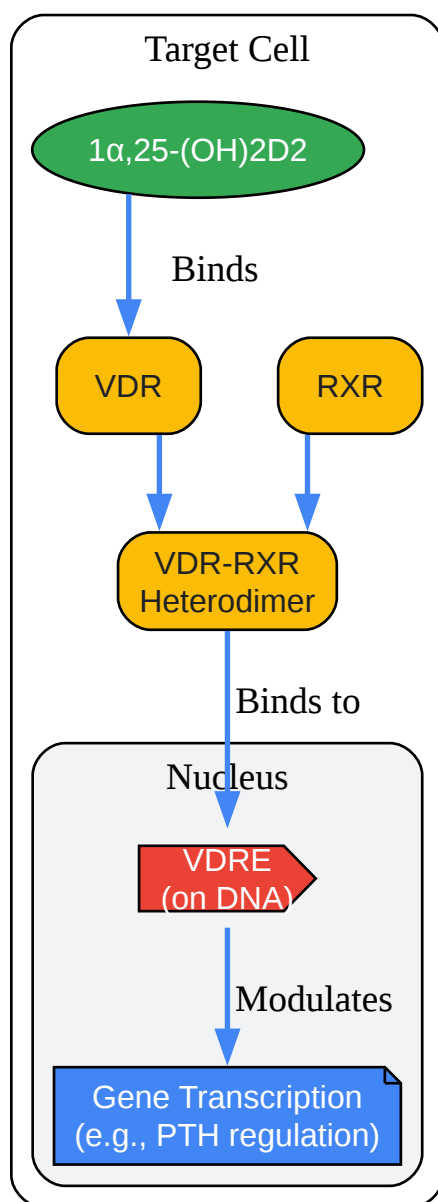 Target Cell
1α,25-(OH)2D2
Binds
VDR
RXR
VDR-RXR
Heterodimer
Binds to
Nucleus
VDRE
(on DNA)
Modulates
Gene Transcription
(e.g., PTH regulation)